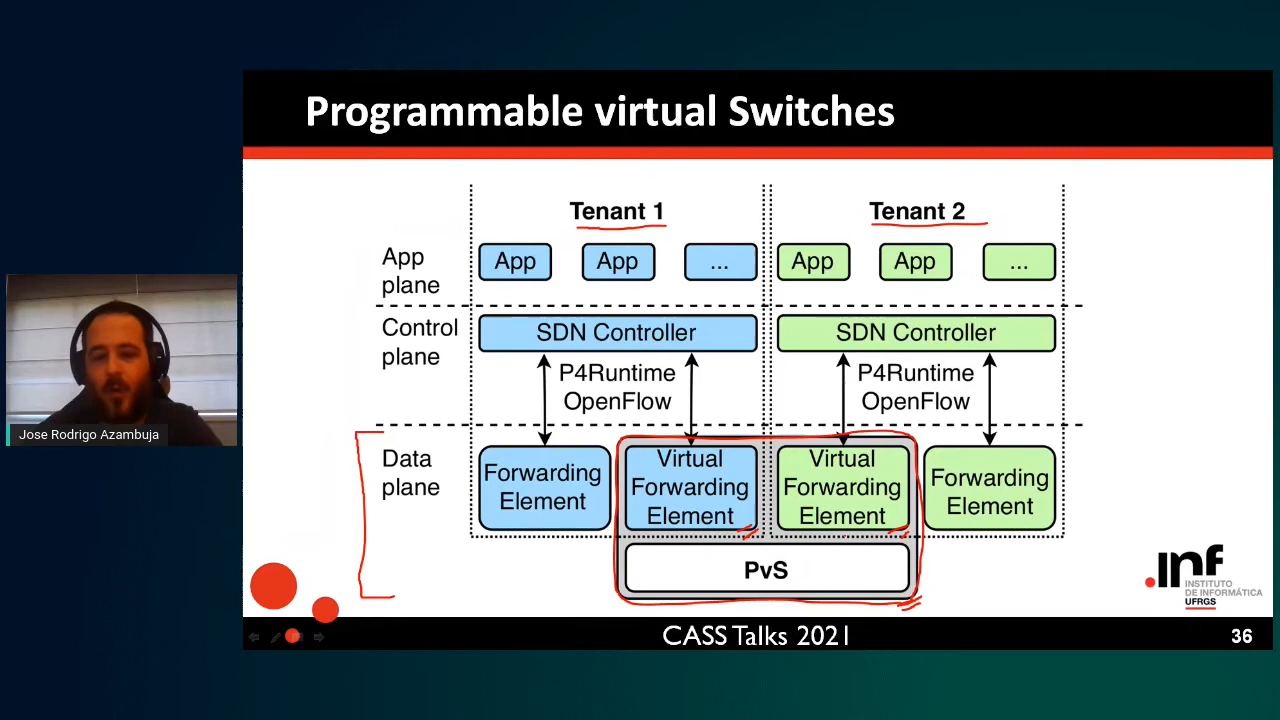 Programmable virtual Switches
Tenant 1
Tenant 2
App
plane
App
App
...
App
App
...
Control
plane
SDN Controller
SDN Controller
P4Runtime
OpenFlow
P4Runtime
OpenFlow
Data
plane
Forwarding
Element
Virtual
Forwarding
Element
Virtual
Forwarding
Element
Forwarding
Element
PvS
Jose Rodrigo Azambuja
.inf
INSTITUTO
DE INFORMÁTICA
UFRGS
CASS Talks 2021
36